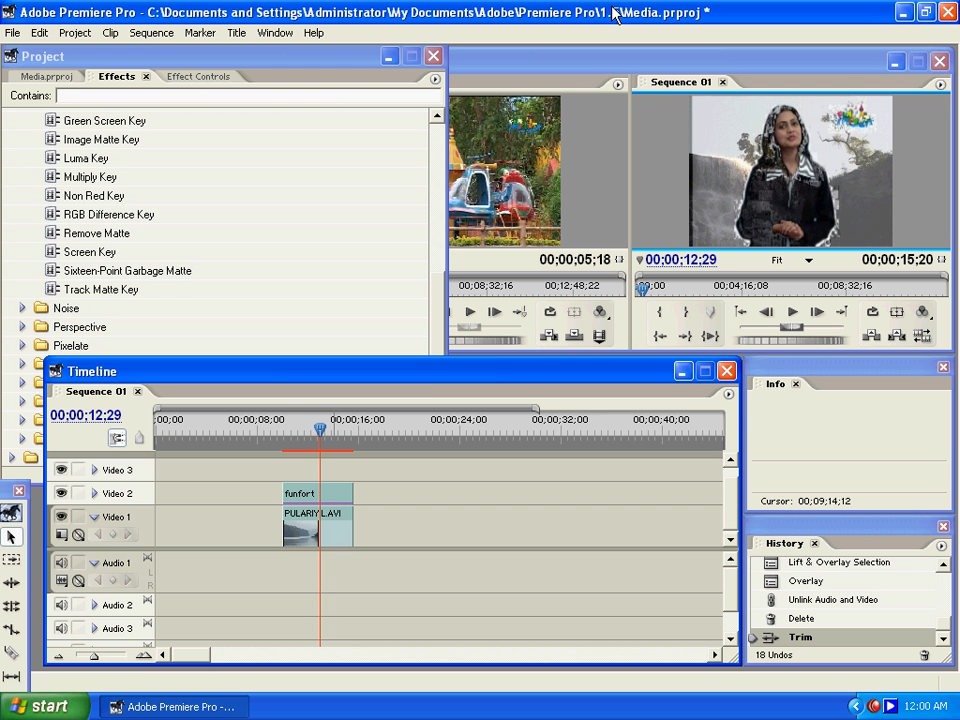 Adobe Premiere Pro - C:\Documents and Settings\Administrator\My Documents\Adobe\Premiere Pro\1. \Media.prproj *
File Edit Project Clip Sequence Marker Title Window Help
Project
Media.prproj Effects Effect Controls
Contains:
Green Screen Key
Image Matte Key
Luma Key
Multiply Key
Non Red Key
RGB Difference Key
Remove Matte
Screen Key
Sixteen-Point Garbage Matte
Track Matte Key
Noise
Perspective
Pixelate
00;00;05;18
00;08;32;16 00;12;48;22
Sequence 01
00;00;12;29 Fit 00;00;15;20
00;00 00;04;16;08 00;08;32;16
Timeline
Sequence 01
00;00;12;29
;00;00 00;00;08;00 00;00;16;00 00;00;24;00 00;00;32;00 00;00;40;00
Video 3
Video 2 funfort
Video 1 PULARIY L.AVI
Audio 1
L
R
Audio 2
Audio 3
Info
Cursor: 00;09;14;12
History
Lift & Overlay Selection
Overlay
Unlink Audio and Video
Delete
Trim
18 Undos
start Adobe Premiere Pro -... 12:00 AM